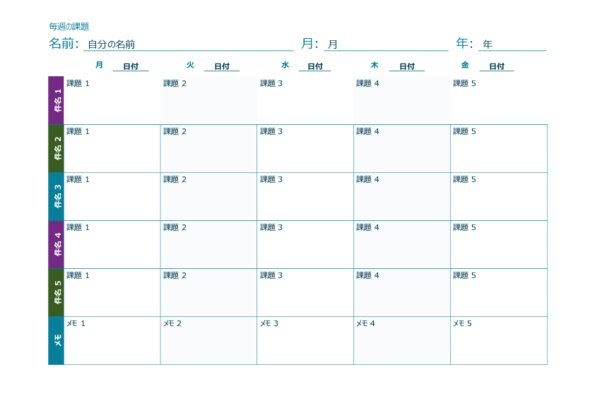 毎週の課題
名前: 自分の名前 月: 月 年: 年
月 日付 火 日付 水 日付 木 日付 金 日付
件名 1 課題 1 課題 2 課題 3 課題 4 課題 5
件名 2 課題 1 課題 2 課題 3 課題 4 課題 5
件名 3 課題 1 課題 2 課題 3 課題 4 課題 5
件名 4 課題 1 課題 2 課題 3 課題 4 課題 5
件名 5 課題 1 課題 2 課題 3 課題 4 課題 5
メモ メモ 1 メモ 2 メモ 3 メモ 4 メモ 5